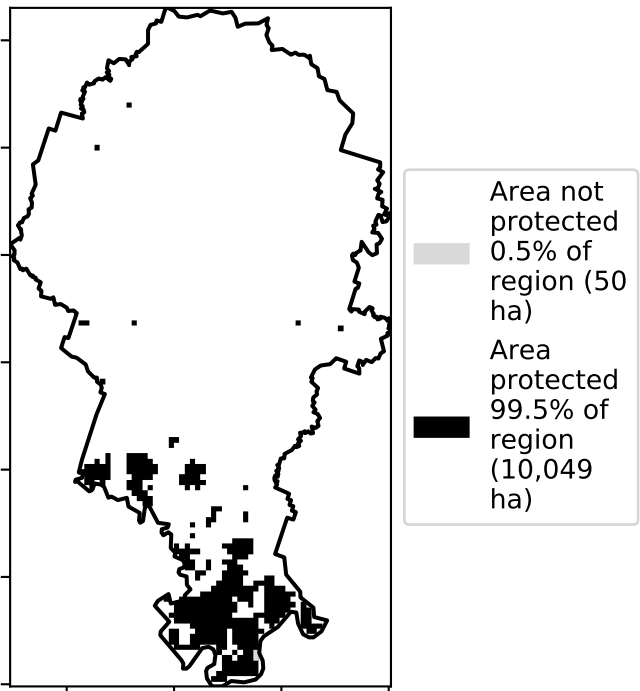 Area not
protected
0.5% of
region (50
ha)
Area
protected
99.5% of
region
(10,049
ha)